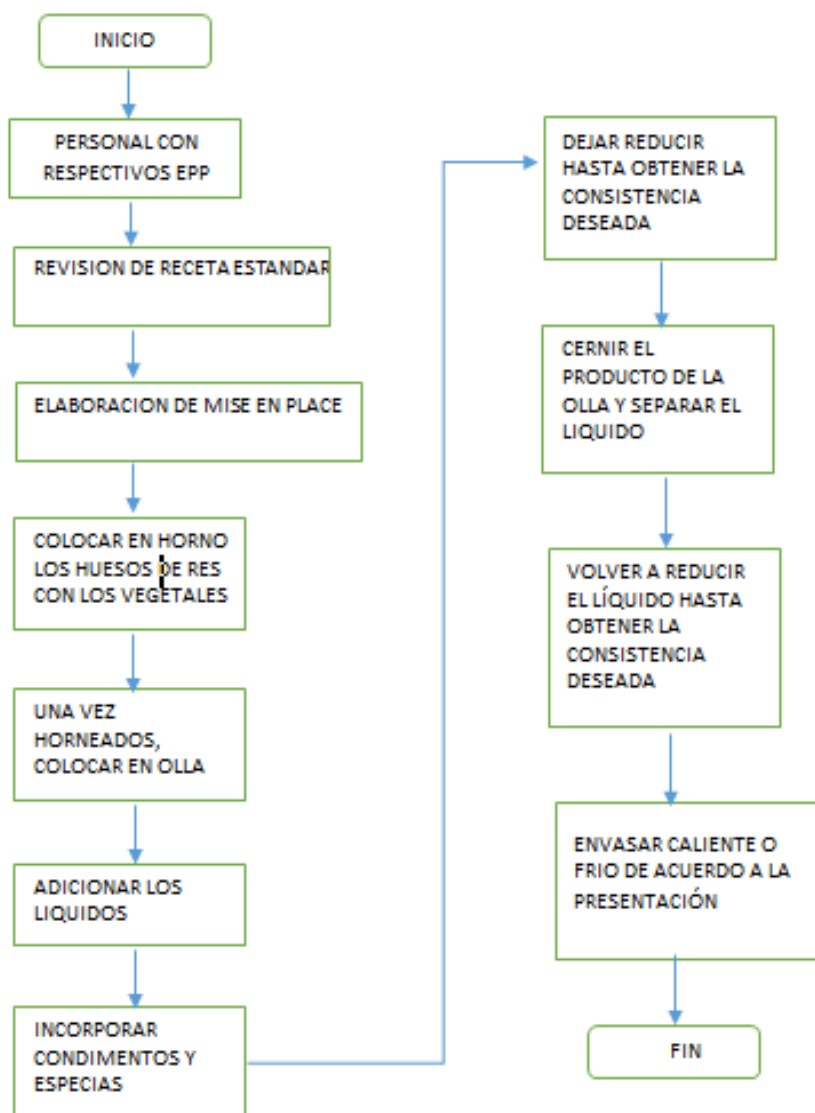 INICIO
PERSONAL CON
RESPECTIVOS EPP
REVISION DE RECETA ESTANDAR
ELABORACION DE MISE EN PLACE
COLOCAR EN HORNO
LOS HUESOS DE RES
CON LOS VEGETALES
UNA VEZ
HORNEADOS,
COLOCAR EN OLLA
ADICIONAR LOS
LIQUIDOS
INCORPORAR
CONDIMENTOS Y
ESPECIAS
DEJAR REDUCIR
HASTA OBTENER LA
CONSISTENCIA
DESEADA
CERNIR EL
PRODUCTO DE LA
OLLA Y SEPARAR EL
LIQUIDO
VOLVER A REDUCIR
EL LÍQUIDO HASTA
OBTENER LA
CONSISTENCIA
DESEADA
ENVASAR CALIENTE O
FRIO DE ACUERDO A LA
PRESENTACIÓN
FIN